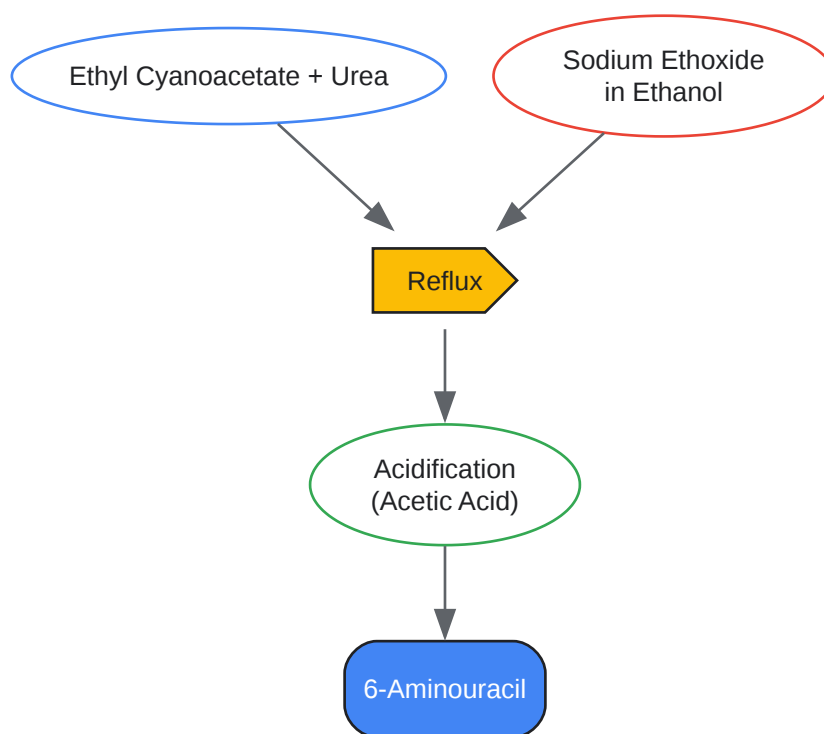 Ethyl Cyanoacetate + Urea
Sodium Ethoxide
in Ethanol
Reflux
Acidification
(Acetic Acid)
6-Aminouracil